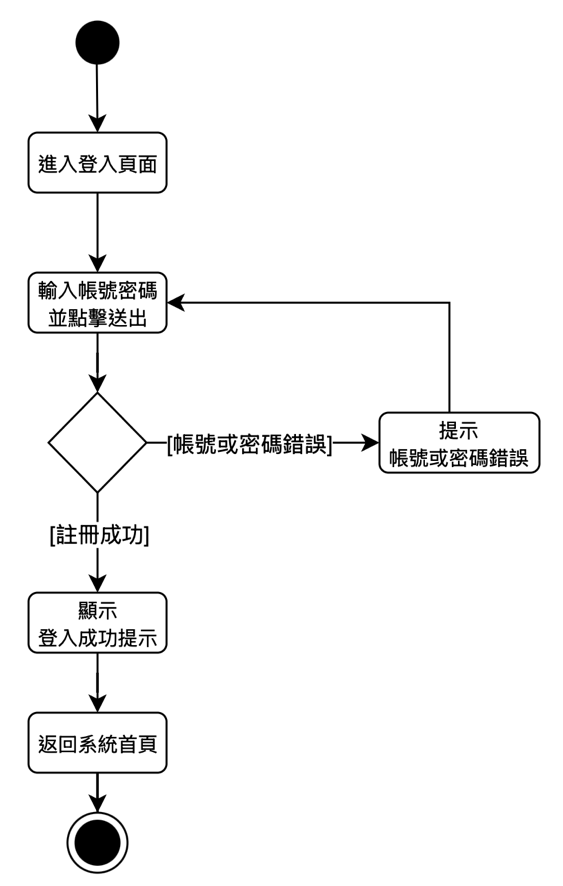 進入登入頁面
輸入帳號密碼
並點擊送出
[帳號或密碼錯誤]
提示
帳號或密碼錯誤
[註冊成功]
顯示
登入成功提示
返回系統首頁